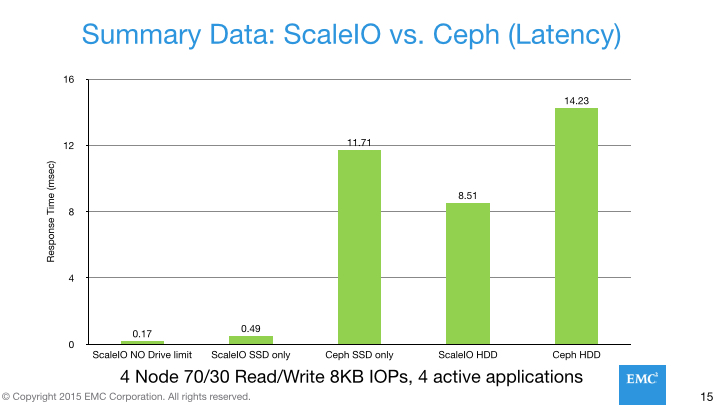 Summary Data: ScaleIO vs. Ceph (Latency)
16
12
8
4
0
Response Time (msec)
0.17
0.49
11.71
8.51
14.23
ScaleIO NO Drive limit
ScaleIO SSD only
Ceph SSD only
ScaleIO HDD
Ceph HDD
4 Node 70/30 Read/Write 8KB IOPs, 4 active applications
© Copyright 2015 EMC Corporation. All rights reserved.
EMC²
15